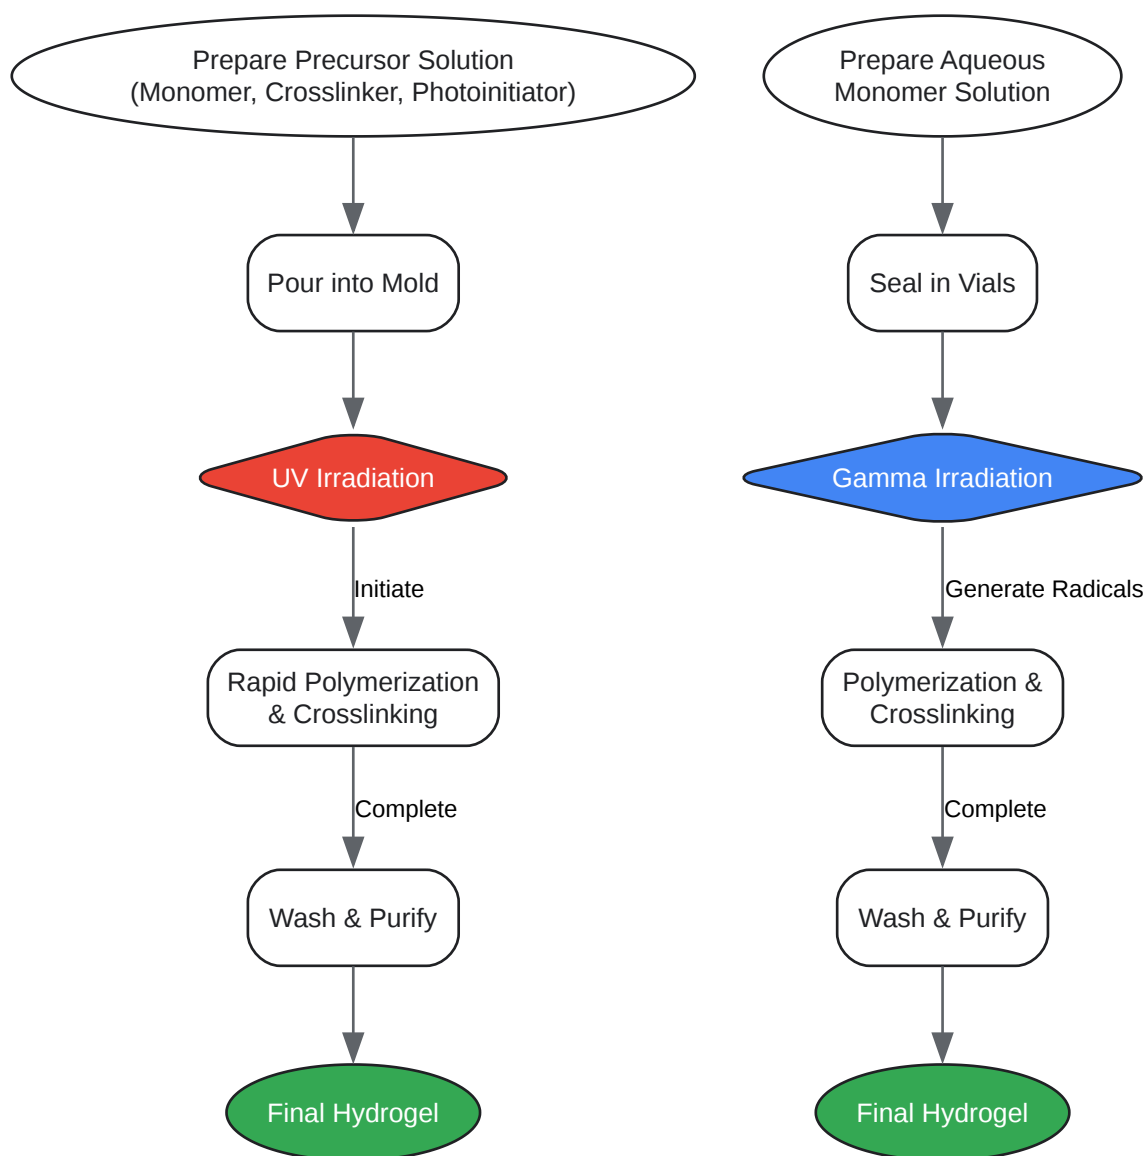 Prepare Precursor Solution
(Monomer, Crosslinker, Photoinitiator)
Pour into Mold
UV Irradiation
Initiate
Rapid Polymerization
& Crosslinking
Complete
Wash & Purify
Final Hydrogel
Prepare Aqueous
Monomer Solution
Seal in Vials
Gamma Irradiation
Generate Radicals
Polymerization &
Crosslinking
Complete
Wash & Purify
Final Hydrogel